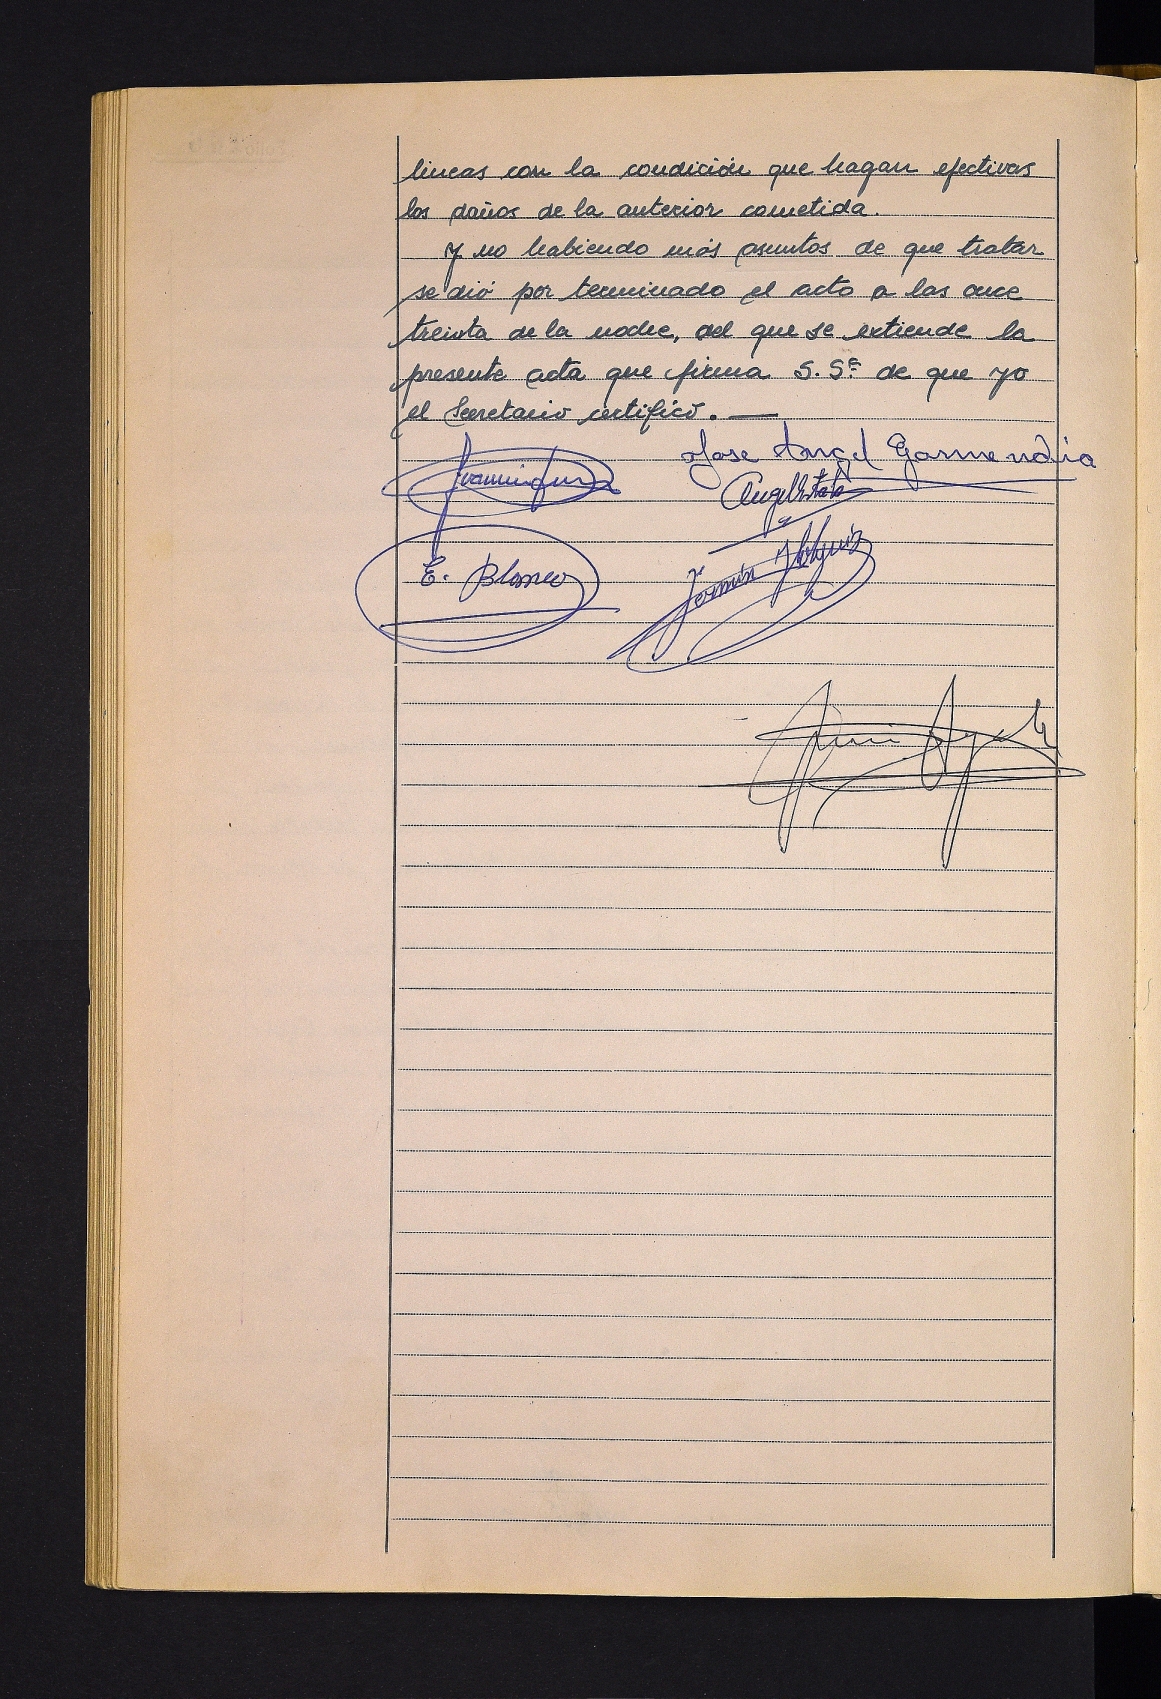 lineas con la condición que hagan efectivas
los daños de la anterior cometida.
Y no habiendo más asuntos de que tratar
se dió por terminado el acto a las once
treinta de la noche, del que se extiende la
presente acta que firma S. Sª de que yo
el Secretario certifico. —
Jose Angel Garmendia
E. Blanco
Fermín